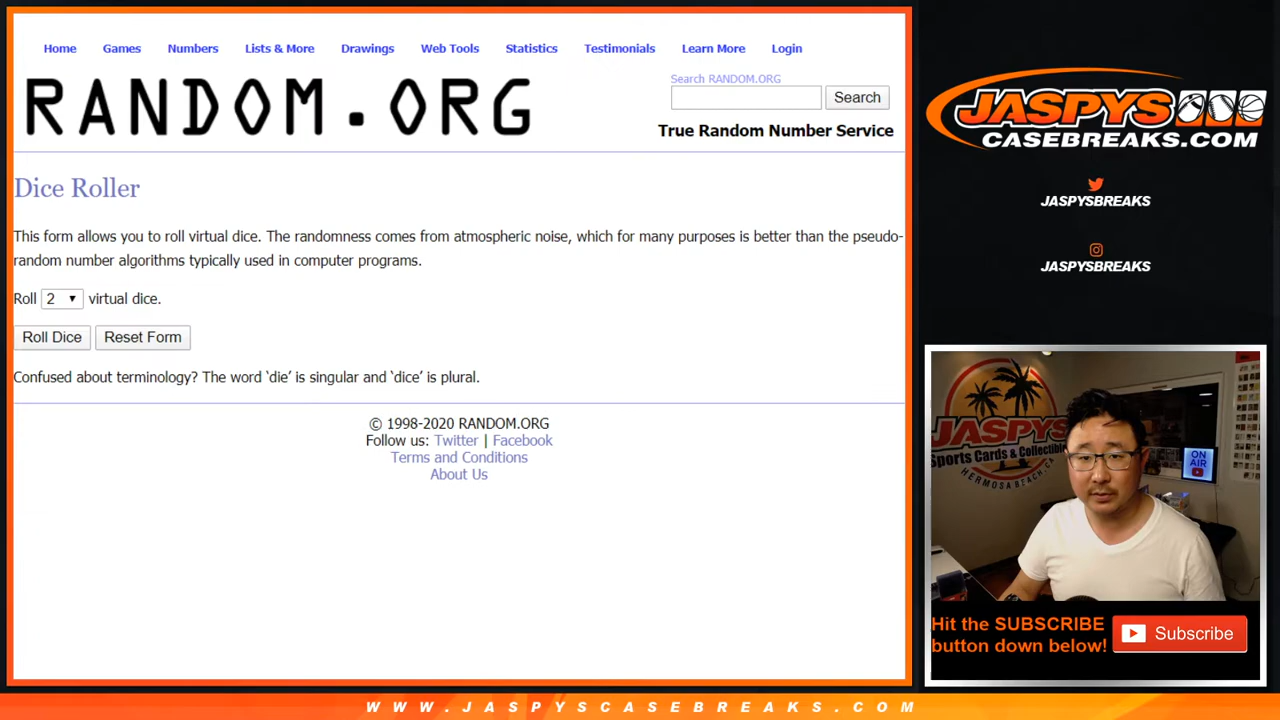 Home Games Numbers Lists & More Drawings Web Tools Statistics Testimonials Learn More Login
RANDOM.ORG
Search RANDOM.ORG
Search
True Random Number Service
Dice Roller
This form allows you to roll virtual dice. The randomness comes from atmospheric noise, which for many purposes is better than the pseudo-
random number algorithms typically used in computer programs.
Roll 2 virtual dice.
Roll Dice Reset Form
Confused about terminology? The word ‘die’ is singular and ‘dice’ is plural.
© 1998-2020 RANDOM.ORG
Follow us: Twitter | Facebook
Terms and Conditions
About Us
JASPYS
CASEBREAKS.COM
JASPYSBREAKS
JASPYSBREAKS
JASPYS
Sports Cards & Collectible
HERMOSA BEACH, CA
ON
AIR
Hit the SUBSCRIBE
button down below!
Subscribe
WWW.JASPYSCASEBREAKS.COM